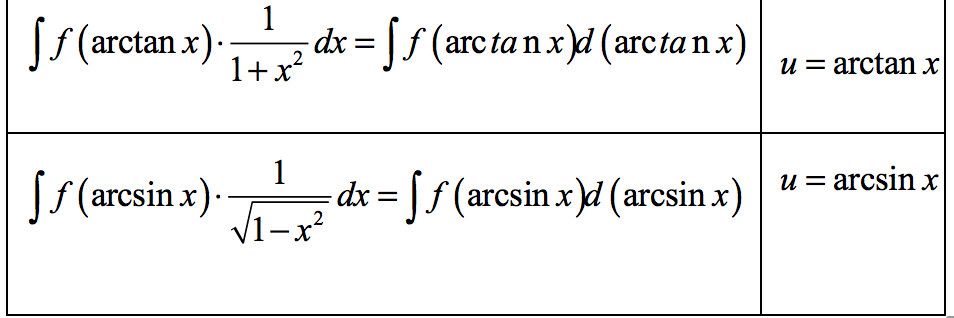 ∫ f(arctan x)·1/(1+x²) dx = ∫ f(arctan x)d(arctan x) u = arctan x
∫ f(arcsin x)·1/√(1−x²) dx = ∫ f(arcsin x)d(arcsin x) u = arcsin x